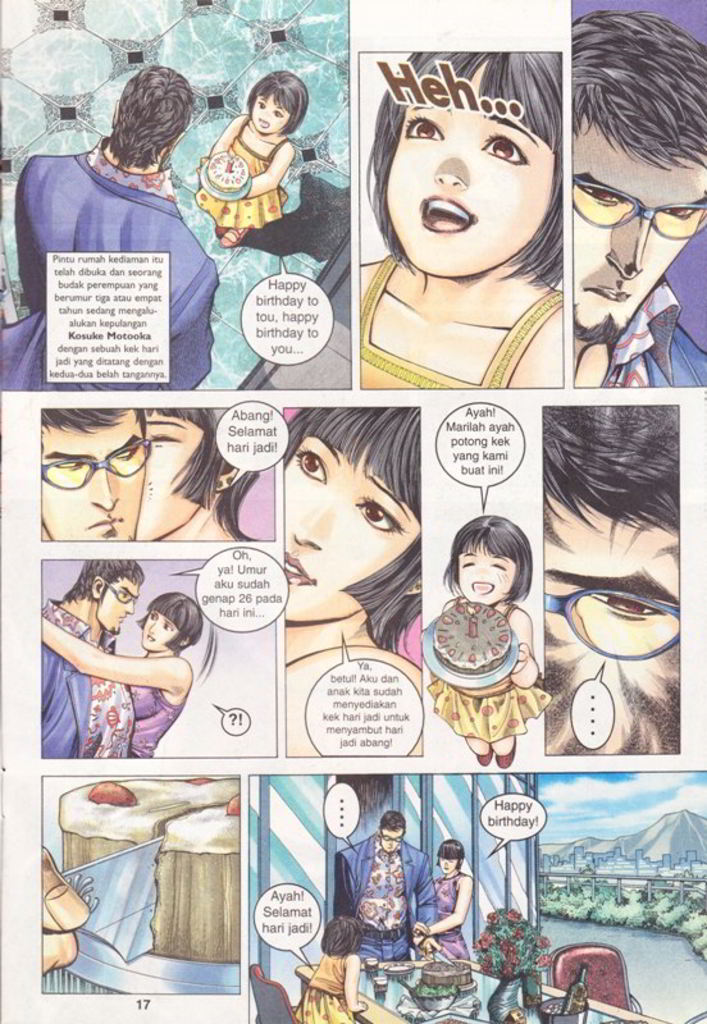 Heh...
Pintu rumah kediaman itu
telah dibuka dan seorang
budak perempuan yang
berumur tiga atau empat
tahun sedang mengalu-
alukan kepulangan
Kosuke Motooka
dengan sebuah kek hari
jadi yang ditatang dengan
kedua-dua belah tangannya.
Happy
birthday to
tou, happy
birthday to
you...
Abang!
Selamat
hari jadi!
Oh,
ya! Umur
aku sudah
genap 26 pada
hari ini...
?!
Ya,
betul! Aku dan
anak kita sudah
menyediakan
kek hari jadi untuk
menyambut hari
jadi abang!
Ayah!
Marilah ayah
potong kek
yang kami
buat ini!
....
....
Happy
birthday!
Ayah!
Selamat
hari jadi!
17